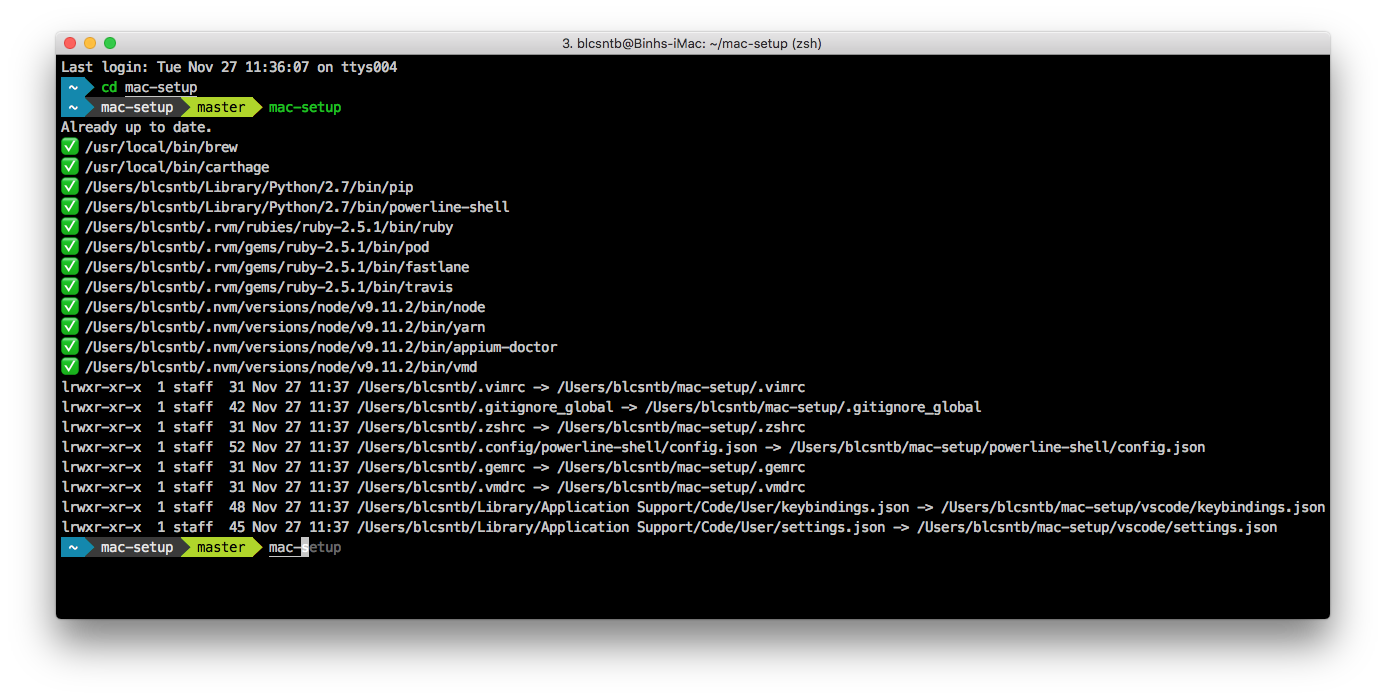 3. blcsntb@Binhs-iMac: ~/mac-setup (zsh)
Last login: Tue Nov 27 11:36:07 on ttys004
~ cd mac-setup
~ mac-setup master mac-setup
Already up to date.
✅ /usr/local/bin/brew
✅ /usr/local/bin/carthage
✅ /Users/blcsntb/Library/Python/2.7/bin/pip
✅ /Users/blcsntb/Library/Python/2.7/bin/powerline-shell
✅ /Users/blcsntb/.rvm/rubies/ruby-2.5.1/bin/ruby
✅ /Users/blcsntb/.rvm/gems/ruby-2.5.1/bin/pod
✅ /Users/blcsntb/.rvm/gems/ruby-2.5.1/bin/fastlane
✅ /Users/blcsntb/.rvm/gems/ruby-2.5.1/bin/travis
✅ /Users/blcsntb/.nvm/versions/node/v9.11.2/bin/node
✅ /Users/blcsntb/.nvm/versions/node/v9.11.2/bin/yarn
✅ /Users/blcsntb/.nvm/versions/node/v9.11.2/bin/appium-doctor
✅ /Users/blcsntb/.nvm/versions/node/v9.11.2/bin/vmd
lrwxr-xr-x  1 staff  31 Nov 27 11:37 /Users/blcsntb/.vimrc -> /Users/blcsntb/mac-setup/.vimrc
lrwxr-xr-x  1 staff  42 Nov 27 11:37 /Users/blcsntb/.gitignore_global -> /Users/blcsntb/mac-setup/.gitignore_global
lrwxr-xr-x  1 staff  31 Nov 27 11:37 /Users/blcsntb/.zshrc -> /Users/blcsntb/mac-setup/.zshrc
lrwxr-xr-x  1 staff  52 Nov 27 11:37 /Users/blcsntb/.config/powerline-shell/config.json -> /Users/blcsntb/mac-setup/powerline-shell/config.json
lrwxr-xr-x  1 staff  31 Nov 27 11:37 /Users/blcsntb/.gemrc -> /Users/blcsntb/mac-setup/.gemrc
lrwxr-xr-x  1 staff  31 Nov 27 11:37 /Users/blcsntb/.vmdrc -> /Users/blcsntb/mac-setup/.vmdrc
lrwxr-xr-x  1 staff  48 Nov 27 11:37 /Users/blcsntb/Library/Application Support/Code/User/keybindings.json -> /Users/blcsntb/mac-setup/vscode/keybindings.json
lrwxr-xr-x  1 staff  45 Nov 27 11:37 /Users/blcsntb/Library/Application Support/Code/User/settings.json -> /Users/blcsntb/mac-setup/vscode/settings.json
~ mac-setup master mac-setup